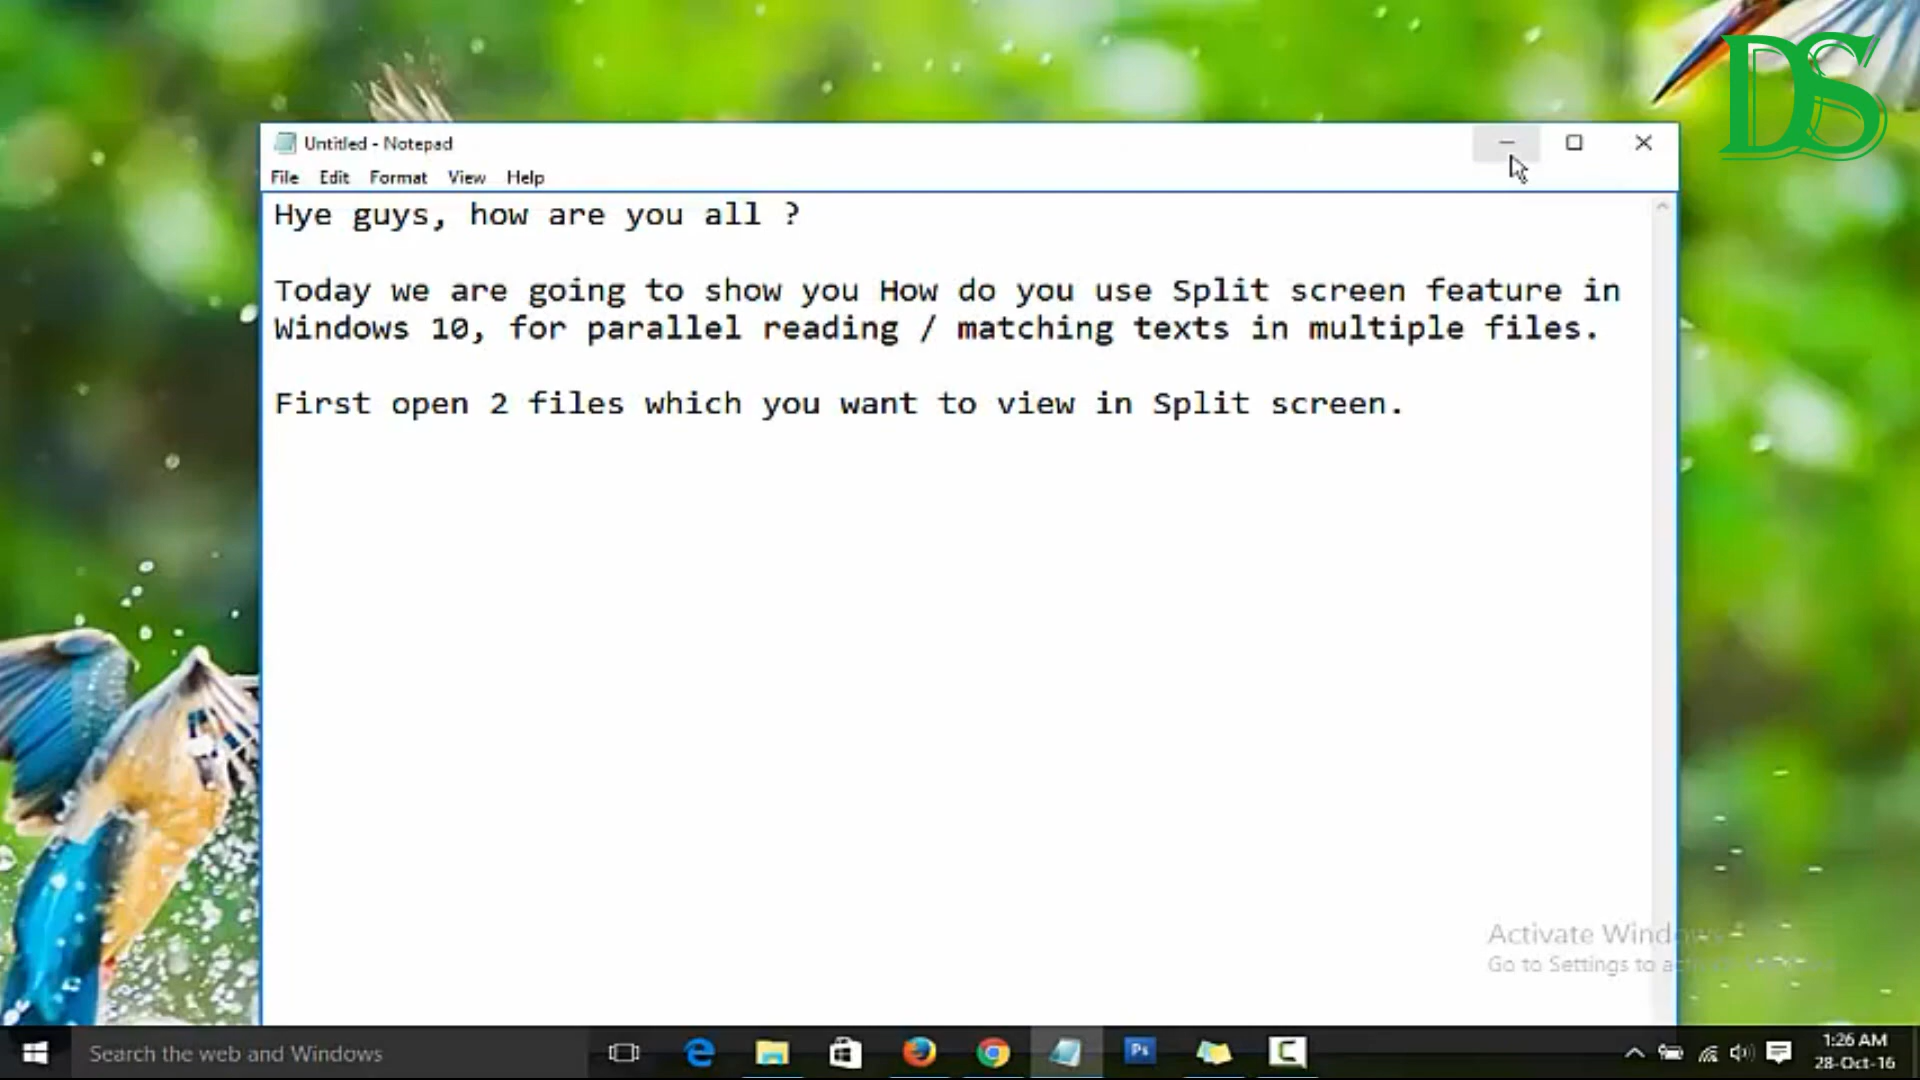 DS
Untitled - Notepad
File Edit Format View Help
Hye guys, how are you all ?
Today we are going to show you How do you use Split screen feature in
Windows 10, for parallel reading / matching texts in multiple files.
First open 2 files which you want to view in Split screen.
Activate Windows
Go to Settings to
Search the web and Windows
Ps
1:26 AM
28-Oct-16